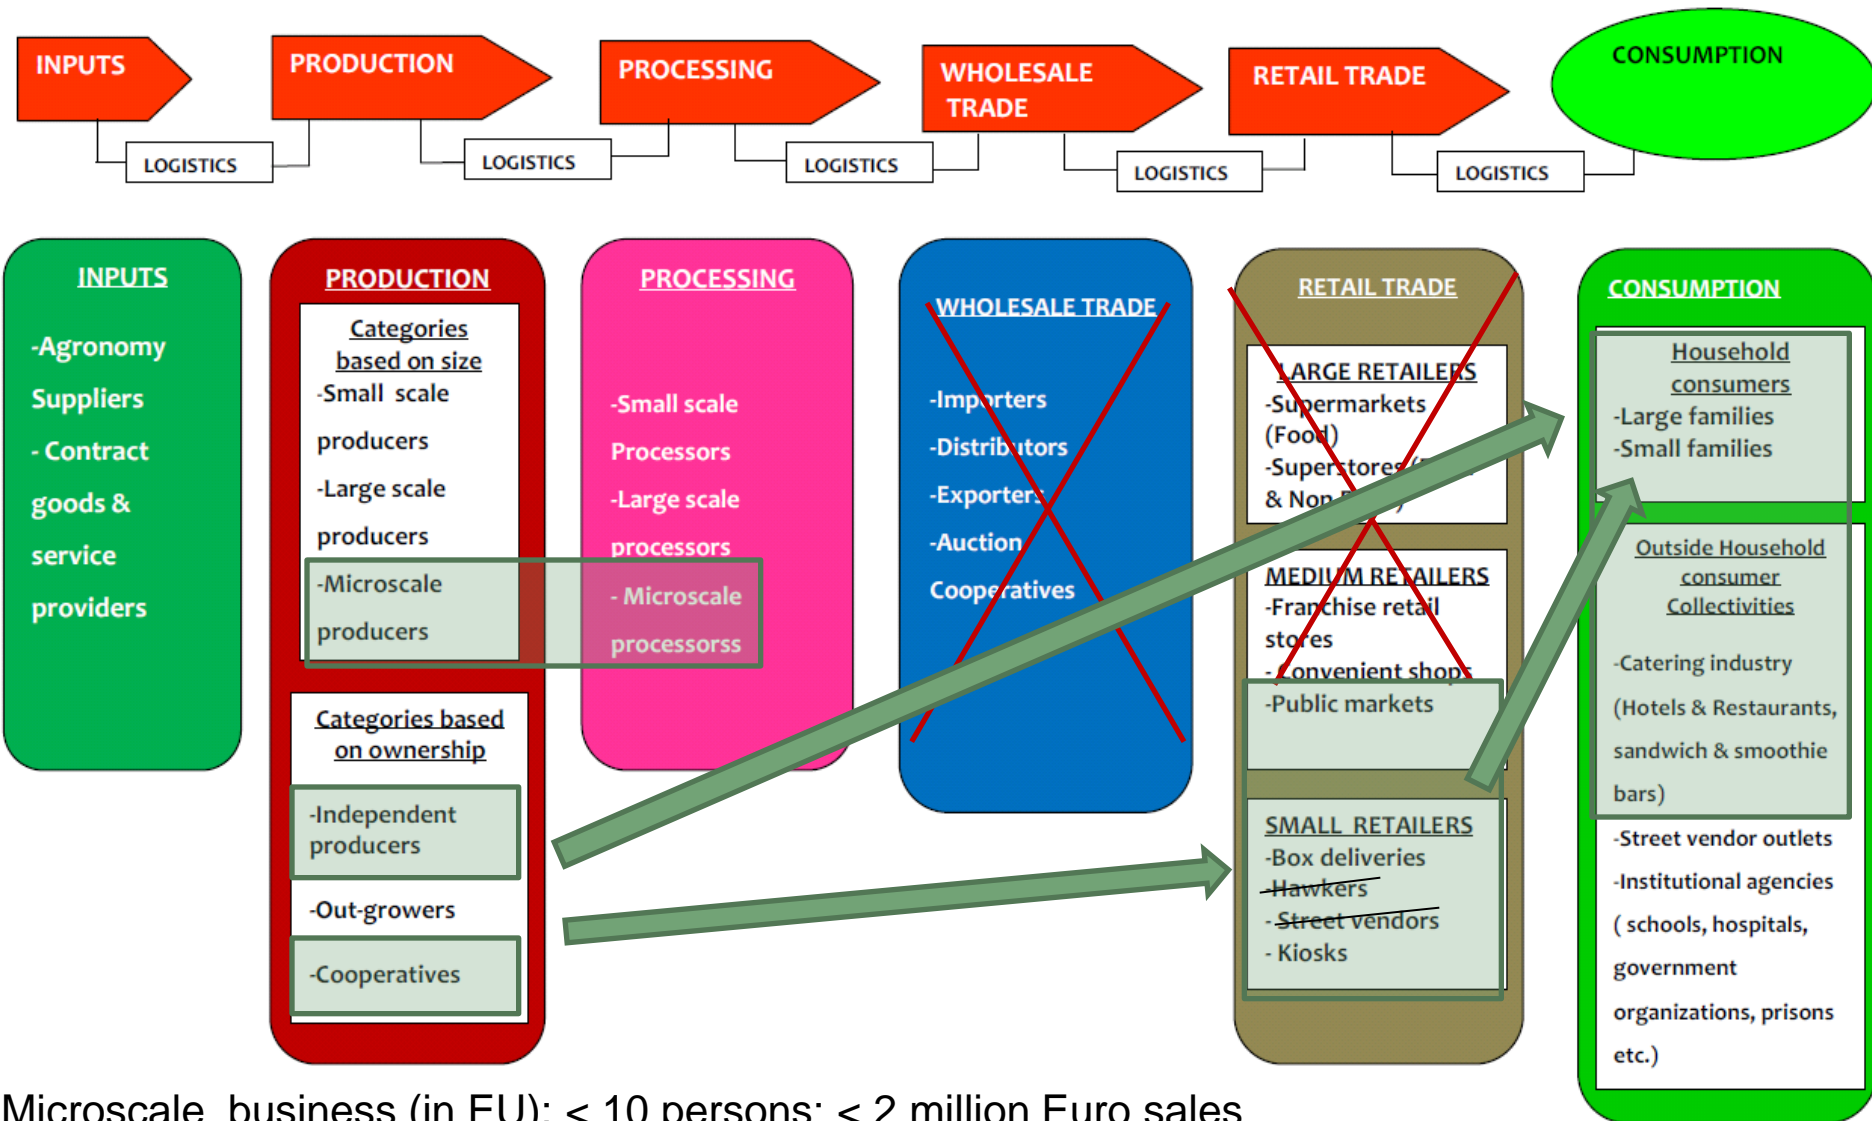 INPUTS
PRODUCTION
PROCESSING
WHOLESALE
TRADE
RETAIL TRADE
CONSUMPTION
LOGISTICS
LOGISTICS
LOGISTICS
LOGISTICS
LOGISTICS
INPUTS
-Agronomy
Suppliers
- Contract
goods &
service
providers
PRODUCTION
Categories
based on size
-Small scale
producers
-Large scale
producers
-Microscale
producers
Categories based
on ownership
-Independent
producers
-Out-growers
-Cooperatives
PROCESSING
-Small scale
Processors
-Large scale
processors
- Microscale
processorss
WHOLESALE TRADE
-Importers
-Distributors
-Exporters
-Auction
Cooperatives
RETAIL TRADE
LARGE RETAILERS
-Supermarkets
(Food)
-Superstores
& Non
MEDIUM RETAILERS
-Franchise retail
stores
- Convenient shops
-Public markets
SMALL RETAILERS
-Box deliveries
-Hawkers
- Street vendors
- Kiosks
CONSUMPTION
Household
consumers
-Large families
-Small families
Outside Household
consumer
Collectivities
-Catering industry
(Hotels & Restaurants,
sandwich & smoothie
bars)
-Street vendor outlets
-Institutional agencies
( schools, hospitals,
government
organizations, prisons
etc.)
Microscale business (in EU): < 10 persons; < 2 million Euro sales